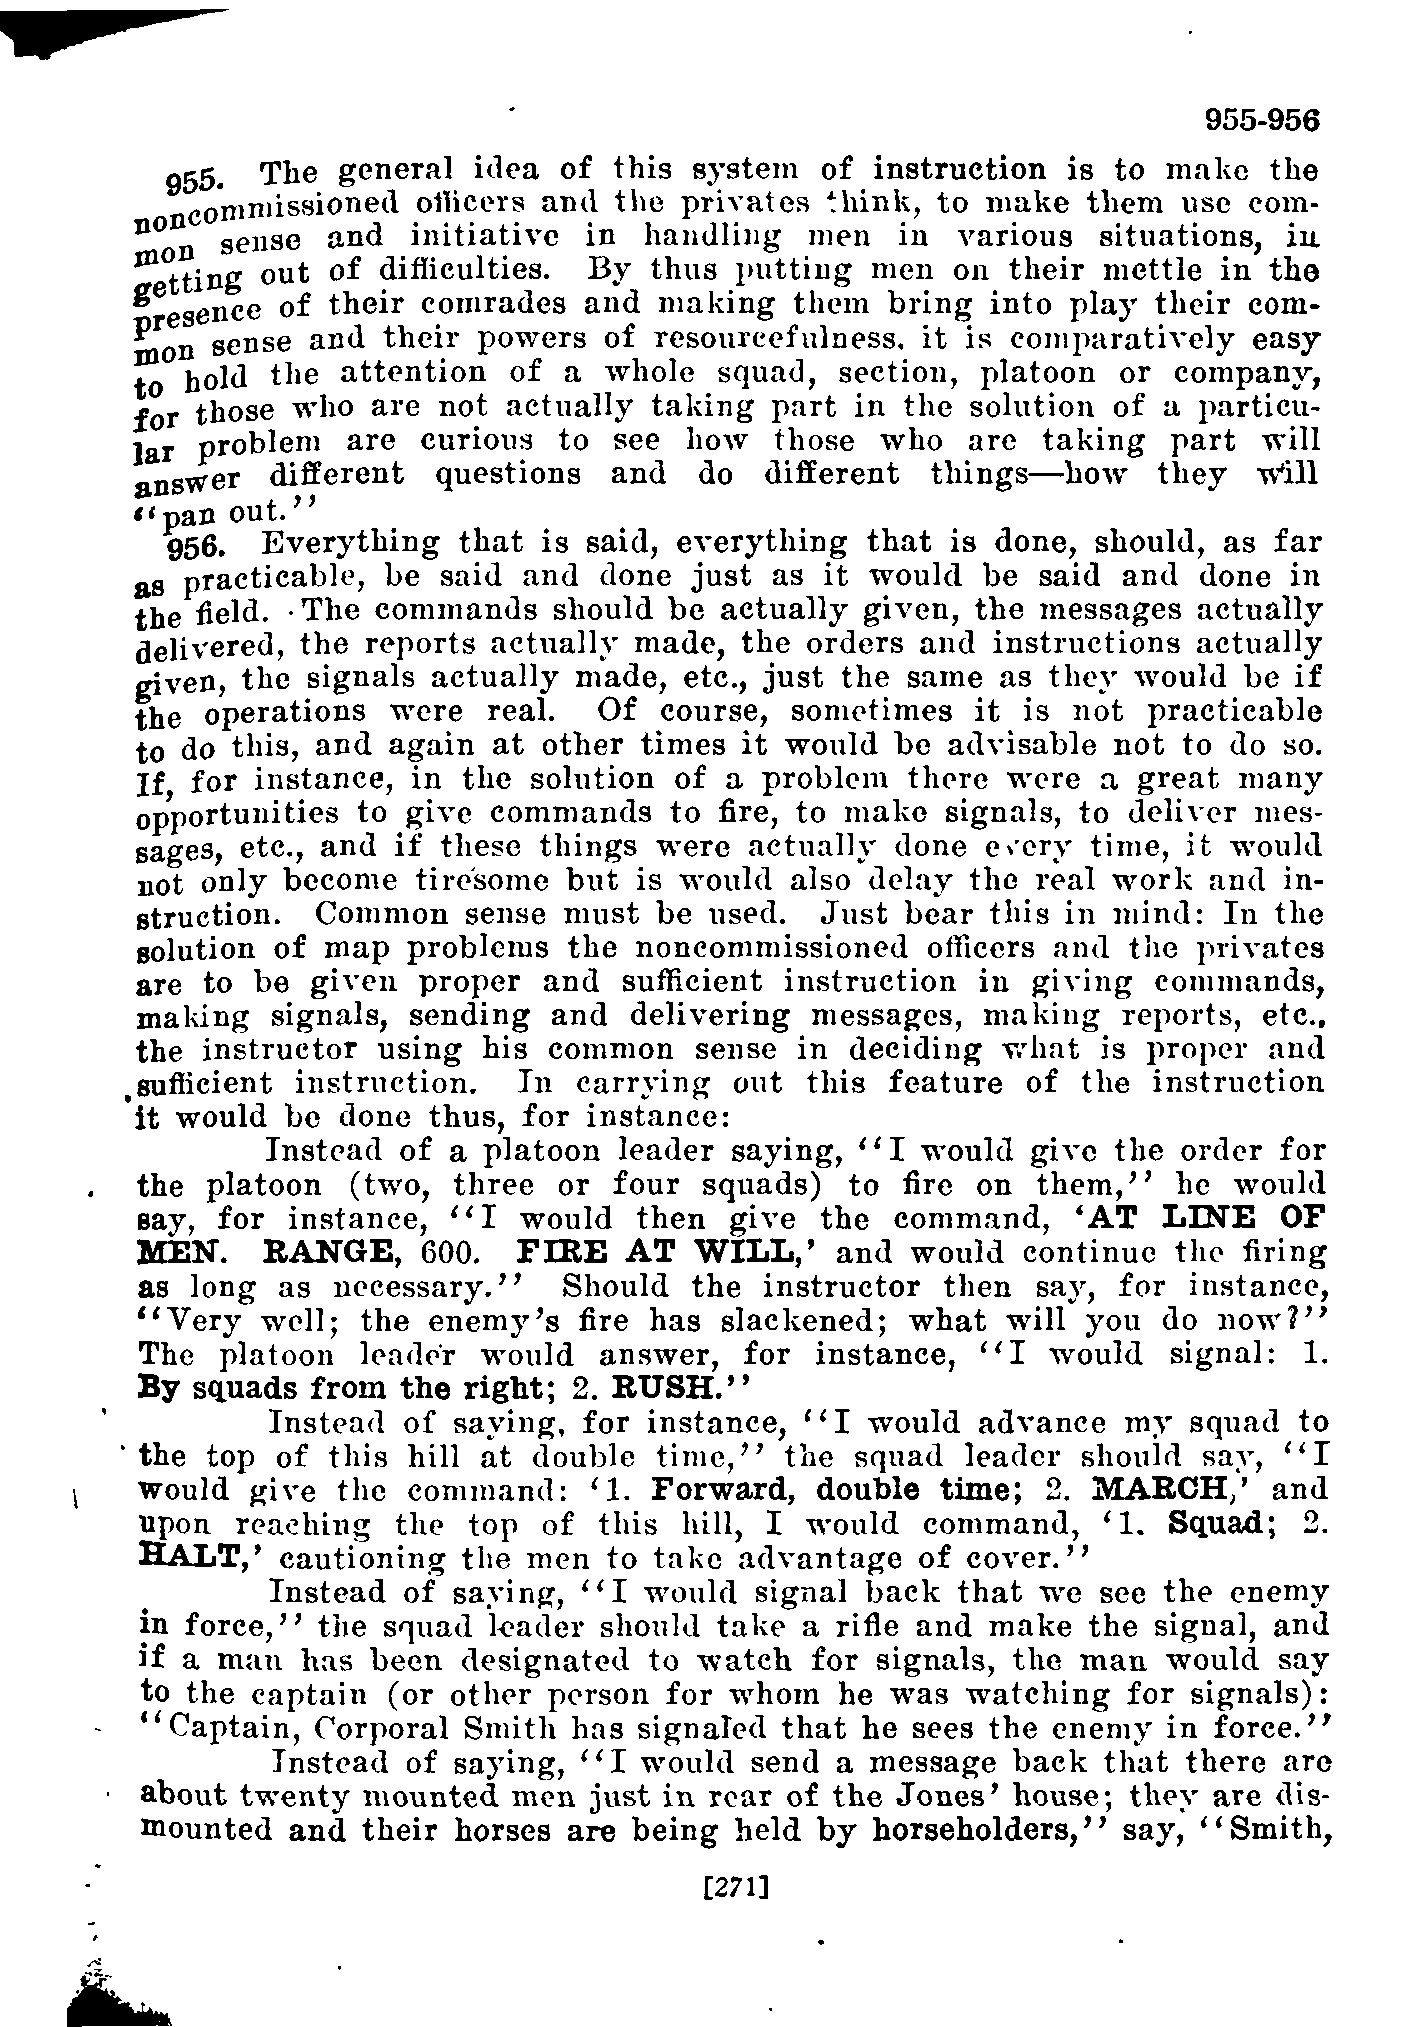 955-956
955. The general idea of this system of instruction is to make the
noncommissioned officers and the privates think, to make them use com-
mon sense and initiative in handling men in various situations, in
getting out of difficulties. By thus putting men on their mettle in the
presence of their comrades and making them bring into play their com-
mon sense and their powers of resourcefulness, it is comparatively easy
to hold the attention of a whole squad, section, platoon or company,
for those who are not actually taking part in the solution of a particu-
lar problem are curious to see how those who are taking part will
answer different questions and do different things—how they will
"pan out."
956. Everything that is said, everything that is done, should, as far
as practicable, be said and done just as it would be said and done in
the field. The commands should be actually given, the messages actually
delivered, the reports actually made, the orders and instructions actually
given, the signals actually made, etc., just the same as they would be if
the operations were real. Of course, sometimes it is not practicable
to do this, and again at other times it would be advisable not to do so.
If, for instance, in the solution of a problem there were a great many
opportunities to give commands to fire, to make signals, to deliver mes-
sages, etc., and if these things were actually done every time, it would
not only become tiresome but is would also delay the real work and in-
struction. Common sense must be used. Just bear this in mind: In the
solution of map problems the noncommissioned officers and the privates
are to be given proper and sufficient instruction in giving commands,
making signals, sending and delivering messages, making reports, etc.,
the instructor using his common sense in deciding what is proper and
sufficient instruction. In carrying out this feature of the instruction
it would be done thus, for instance:
Instead of a platoon leader saying, "I would give the order for
the platoon (two, three or four squads) to fire on them," he would
say, for instance, "I would then give the command, 'AT LINE OF
MEN. RANGE, 600. FIRE AT WILL,' and would continue the firing
as long as necessary." Should the instructor then say, for instance,
"Very well; the enemy's fire has slackened; what will you do now?"
The platoon leader would answer, for instance, "I would signal: 1.
By squads from the right; 2. RUSH."
Instead of saying, for instance, "I would advance my squad to
the top of this hill at double time," the squad leader should say, "I
would give the command: '1. Forward, double time; 2. MARCH,' and
upon reaching the top of this hill, I would command, '1. Squad; 2.
HALT,' cautioning the men to take advantage of cover."
Instead of saying, "I would signal back that we see the enemy
in force," the squad leader should take a rifle and make the signal, and
if a man has been designated to watch for signals, the man would say
to the captain (or other person for whom he was watching for signals):
"Captain, Corporal Smith has signaled that he sees the enemy in force."
Instead of saying, "I would send a message back that there are
about twenty mounted men just in rear of the Jones' house; they are dis-
mounted and their horses are being held by horseholders," say, "Smith,
[271]